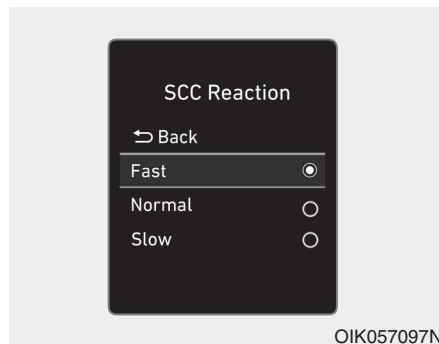 SCC Reaction
Back
Fast
Normal
Slow
OIK057097N